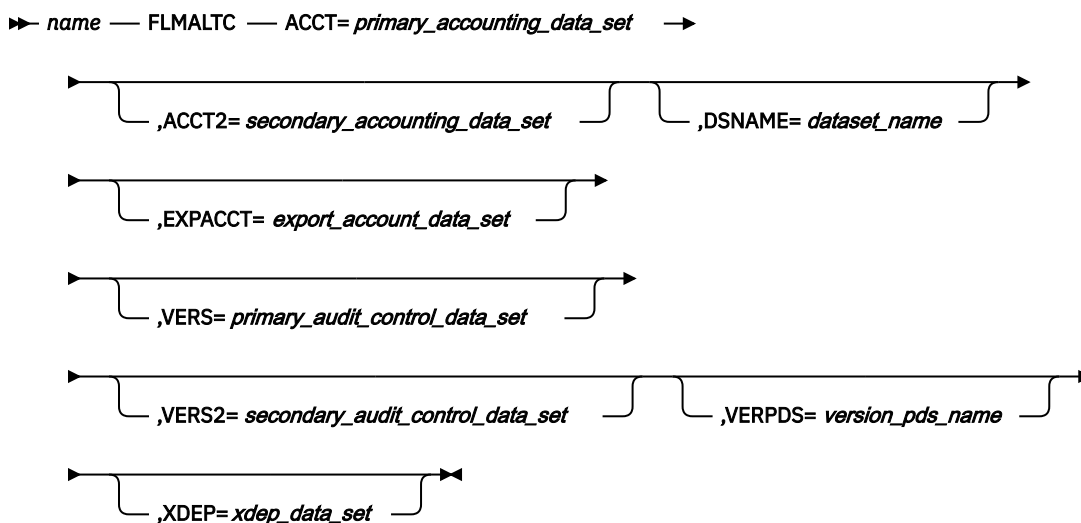 name FLMALTC ACCT= primary_accounting_data_set
,ACCT2= secondary_accounting_data_set ,DSNAME= dataset_name
,EXPACCT= export_account_data_set
,VERS= primary_audit_control_data_set
,VERS2= secondary_audit_control_data_set ,VERPDS= version_pds_name
,XDEP= xdep_data_set